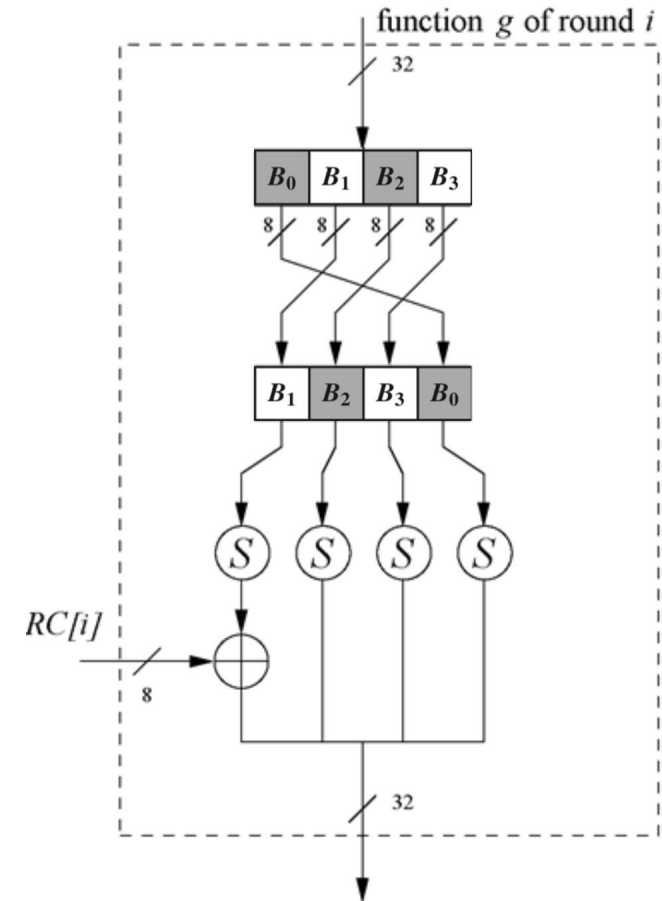 function g of round i
32
B0 B1 B2 B3
8 8 8 8
B1 B2 B3 B0
S S S S
RC[i]
8
32